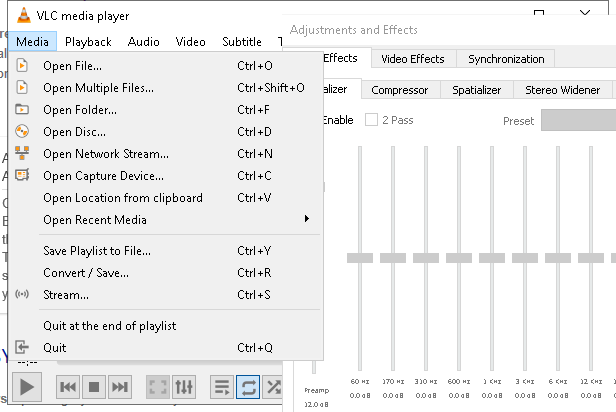 VLC media player
Adjustments and Effects
Media Playback Audio Video Subtitle T
Effects Video Effects Synchronization
Open File... Ctrl+O
Open Multiple Files... Ctrl+Shift+O
Open Folder... Ctrl+F
Open Disc... Ctrl+D
Open Network Stream... Ctrl+N
Open Capture Device... Ctrl+C
Open Location from clipboard Ctrl+V
Open Recent Media
Save Playlist to File... Ctrl+Y
Convert / Save... Ctrl+R
Stream... Ctrl+S
Quit at the end of playlist
Quit Ctrl+Q
alizer Compressor Spatializer Stereo Widener
Enable 2 Pass Preset
60 Hz 170 Hz 310 Hz 600 Hz 1 KHz 3 KHz 6 KHz 12 KHz
Preamp 0.0 dB 0.0 dB 0.0 dB 0.0 dB 0.0 dB 0.0 dB 0.0 dB 0.0 dB
12.0 dB